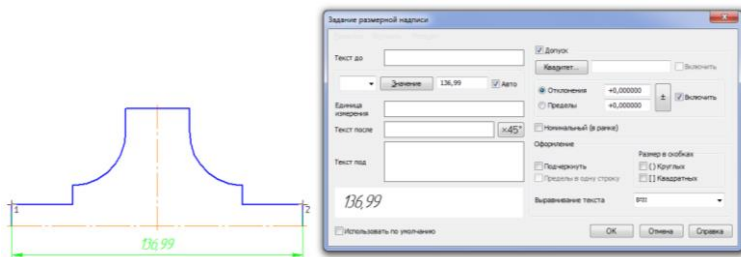 1
2
136,99
Задание размерной надписи
Текст до
Значение
136,99
Авто
Единица измерения
Текст после
×45°
Текст под
136,99
Использовать по умолчанию
Допуск
Квалитет...
Включить
Отклонения
+0,000000
±
Включить
Пределы
+0,000000
Номинальный (в рамке)
Оформление
Подчеркнуть
Пределы в одну строку
Размер в скобках
() Круглых
[] Квадратных
Выравнивание текста
OK
Отмена
Справка